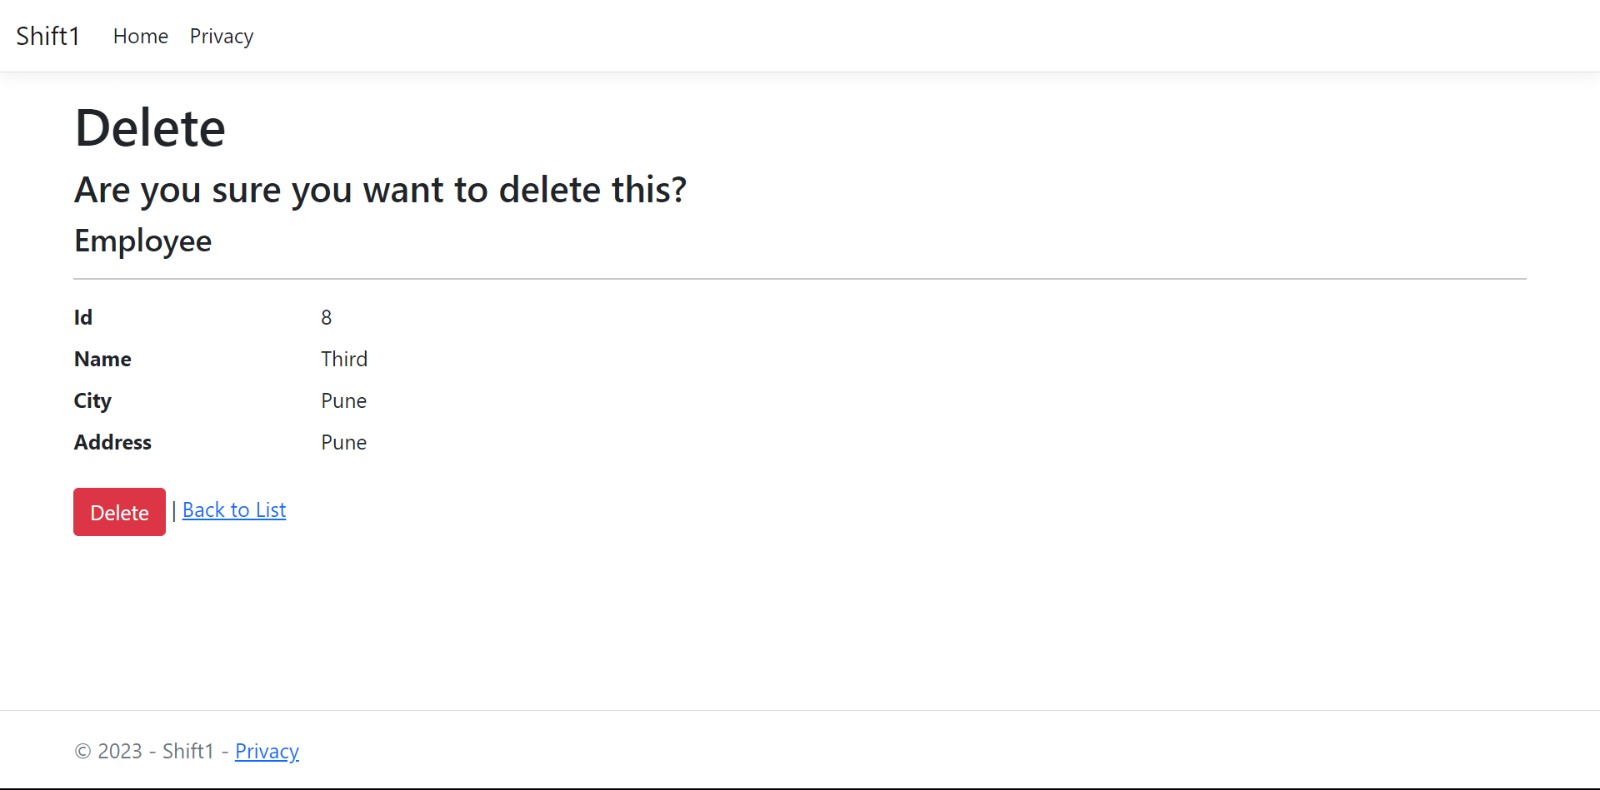 Shift1 Home Privacy
Delete
Are you sure you want to delete this?
Employee
Id 8
Name Third
City Pune
Address Pune
Delete | Back to List
© 2023 - Shift1 - Privacy